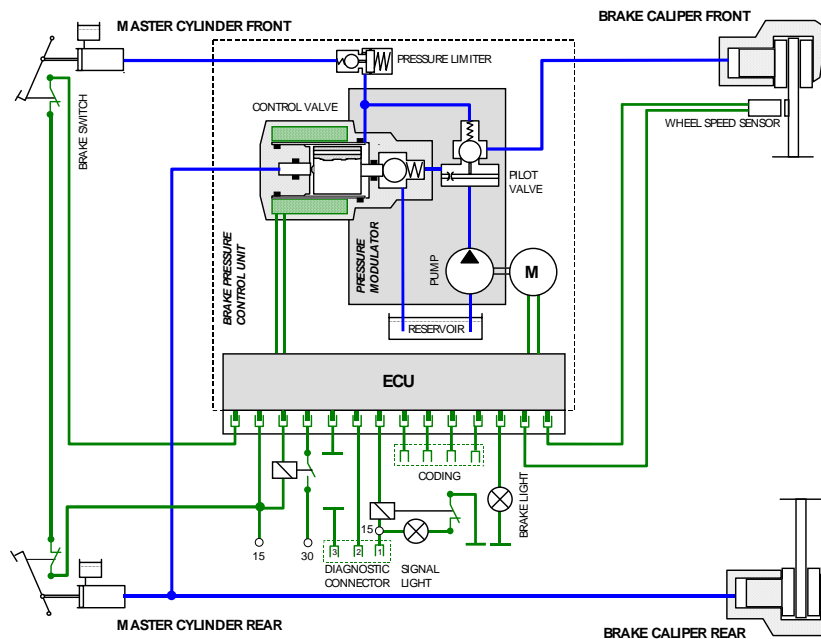 MASTER CYLINDER FRONT
BRAKE CALIPER FRONT
PRESSURE LIMITER
CONTROL VALVE
BRAKE SWITCH
WHEEL SPEED SENSOR
PILOT
VALVE
BRAKE PRESSURE
CONTROL UNIT
PRESSURE
MODULATOR
PUMP
M
RESERVOIR
ECU
CODING
BRAKE LIGHT
15
30
15
3
2
1
DIAGNOSTIC
CONNECTOR
SIGNAL
LIGHT
MASTER CYLINDER REAR
BRAKE CALIPER REAR